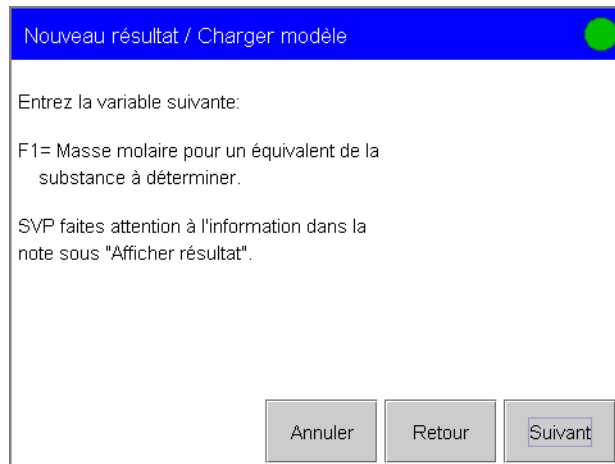 Nouveau résultat / Charger modèle
Entrez la variable suivante:
F1= Masse molaire pour un équivalent de la
substance à déterminer.
SVP faites attention à l'information dans la
note sous "Afficher résultat".
Annuler
Retour
Suivant